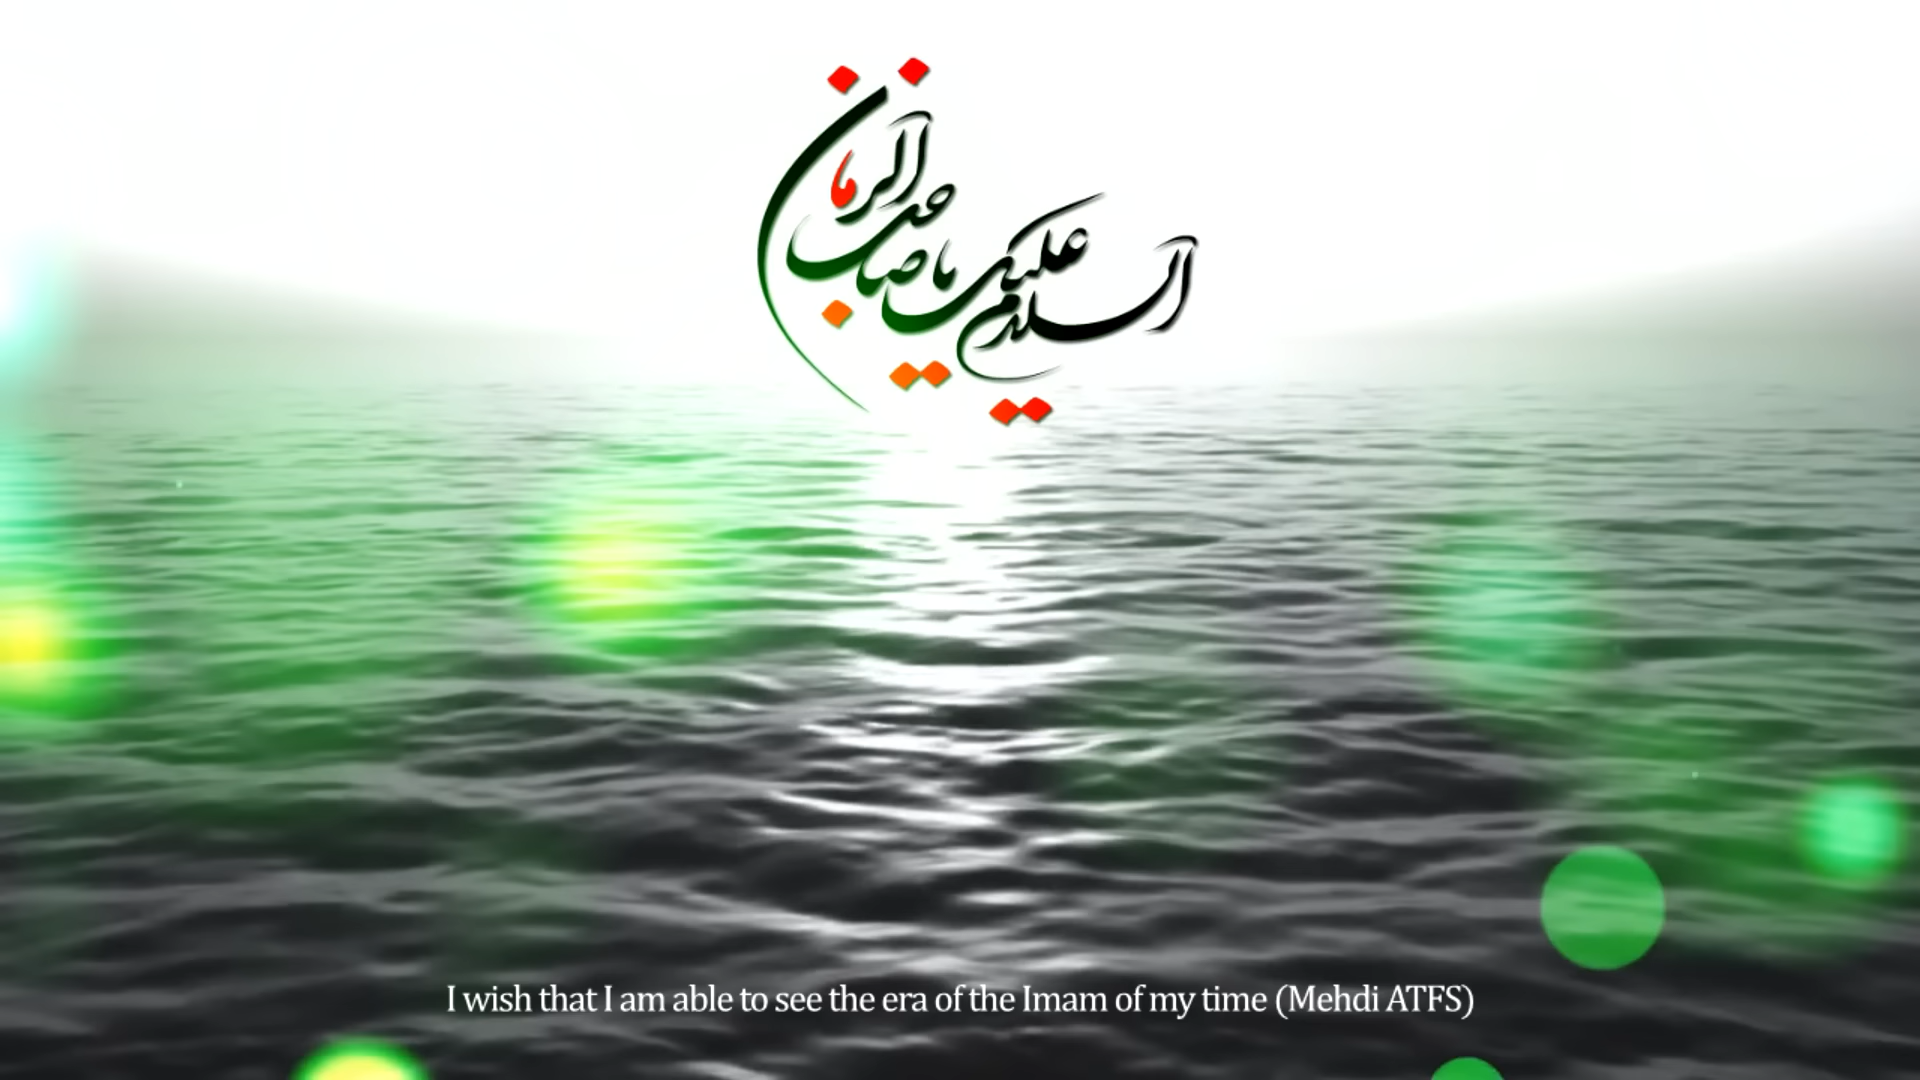 السلام علیک یا صاحب الزمان
I wish that I am able to see the era of the Imam of my time (Mehdi ATFS)